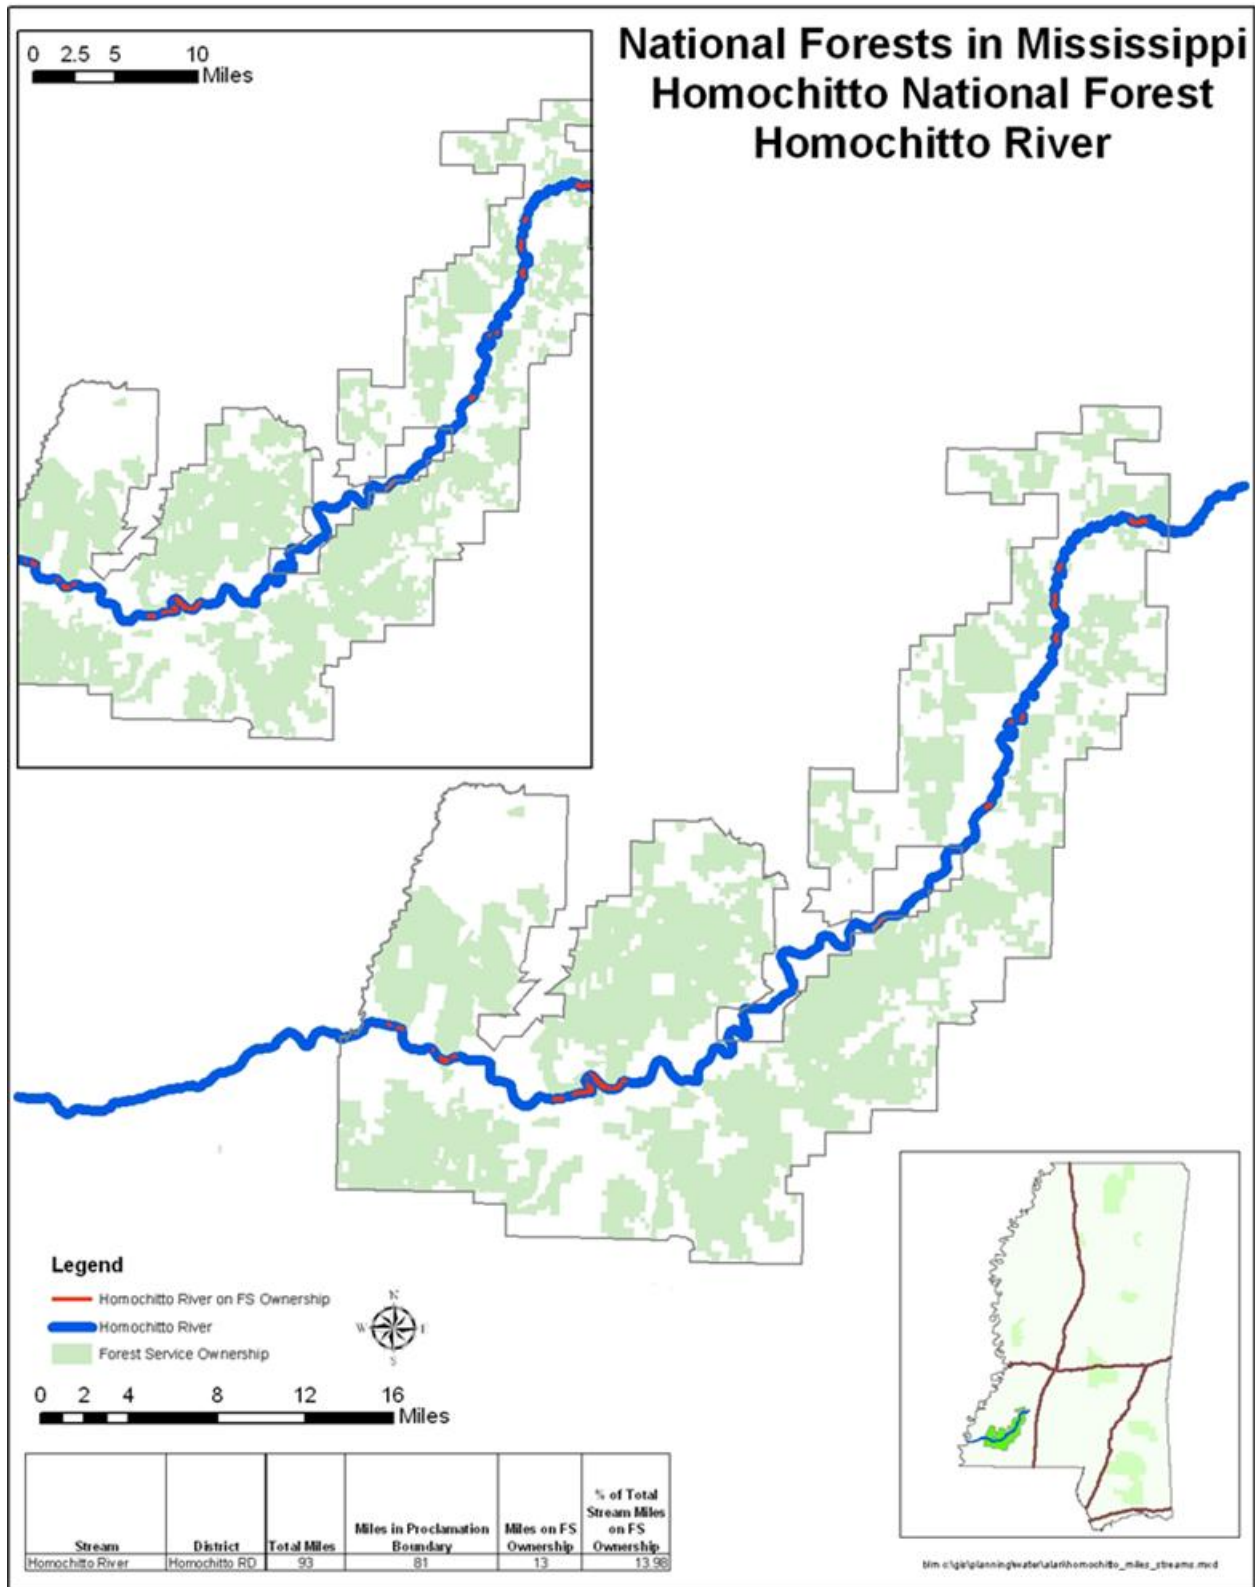 0 2.5 5 10
Miles
National Forests in Mississippi
Homochitto National Forest
Homochitto River
Legend
Homochitto River on FS Ownership
Homochitto River
Forest Service Ownership
N
W E
S
0 2 4 8 12 16
Miles
Stream District Total Miles Miles in Proclamation Boundary Miles on FS Ownership % of Total Stream Miles on FS Ownership
Homochitto River Homochitto RD 93 81 13 13.98